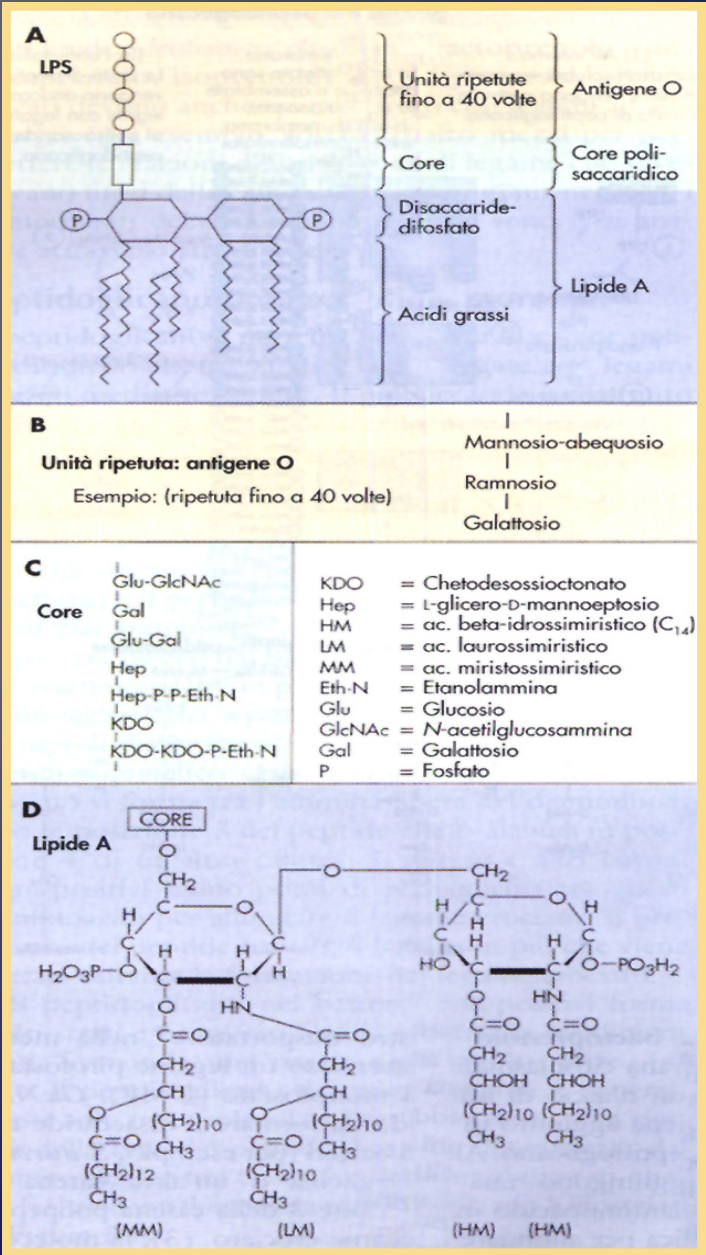 A
LPS
Unità ripetute
fino a 40 volte
Antigene O
Core
Core poli-
saccaridico
P
P
Disaccaride-
difosfato
Lipide A
Acidi grassi
B
Unità ripetuta: antigene O
Esempio: (ripetuta fino a 40 volte)
Mannosio-abequosio
Ramnosio
Galattosio
C
Core
Glu-GlcNAc
Gal
Glu-Gal
Hep
Hep-P-P-Eth-N
KDO
KDO-KDO-P-Eth-N
KDO = Chetodesossioctonato
Hep = L-glicero-D-mannoeptosio
HM = ac. beta-idrossimiristico (C14)
LM = ac. laurossimiristico
MM = ac. miristossimiristico
Eth-N = Etanolammina
Glu = Glucosio
GlcNAc = N-acetilglucosammina
Gal = Galattosio
P = Fosfato
D
Lipide A
CORE
O
CH2
O
CH2
H C O
C O
H
H
H
H
C H
C
C H
C
H2O3P-O
H
HO
H
O-PO3H2
C C
C C
O
HN
O
HN
C=O
C=O
C=O
C=O
CH2
CH2
CH2
CH2
O-CH
O-CH
CHOH
CHOH
C=O (CH2)10
C=O (CH2)10
(CH2)10
(CH2)10
(CH2)12 CH3
(CH2)10 CH3
CH3
CH3
CH3
CH3
(MM)
(LM)
(HM)
(HM)